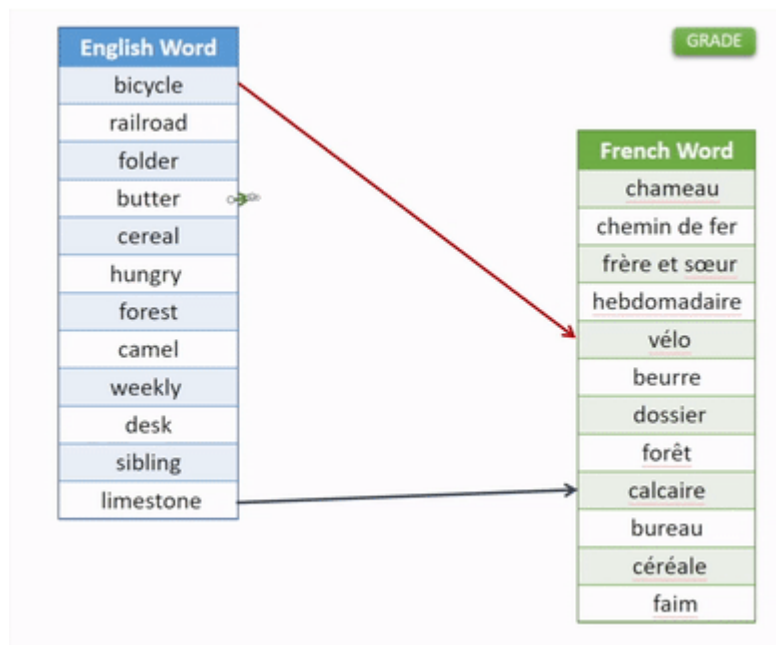 English Word
bicycle
railroad
folder
butter
cereal
hungry
forest
camel
weekly
desk
sibling
limestone
GRADE
French Word
chameau
chemin de fer
frère et sœur
hebdomadaire
vélo
beurre
dossier
forêt
calcaire
bureau
céréale
faim